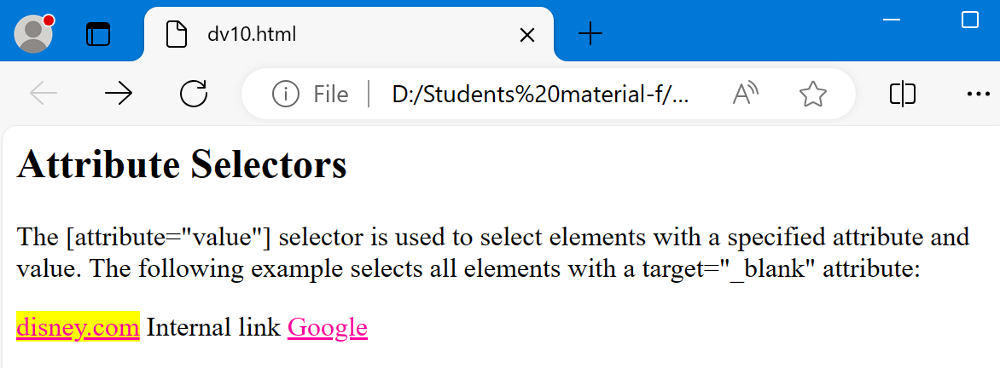 dv10.html
File D:/Students%20material-f/...
Attribute Selectors
The [attribute="value"] selector is used to select elements with a specified attribute and
value. The following example selects all elements with a target="_blank" attribute:
disney.com Internal link Google